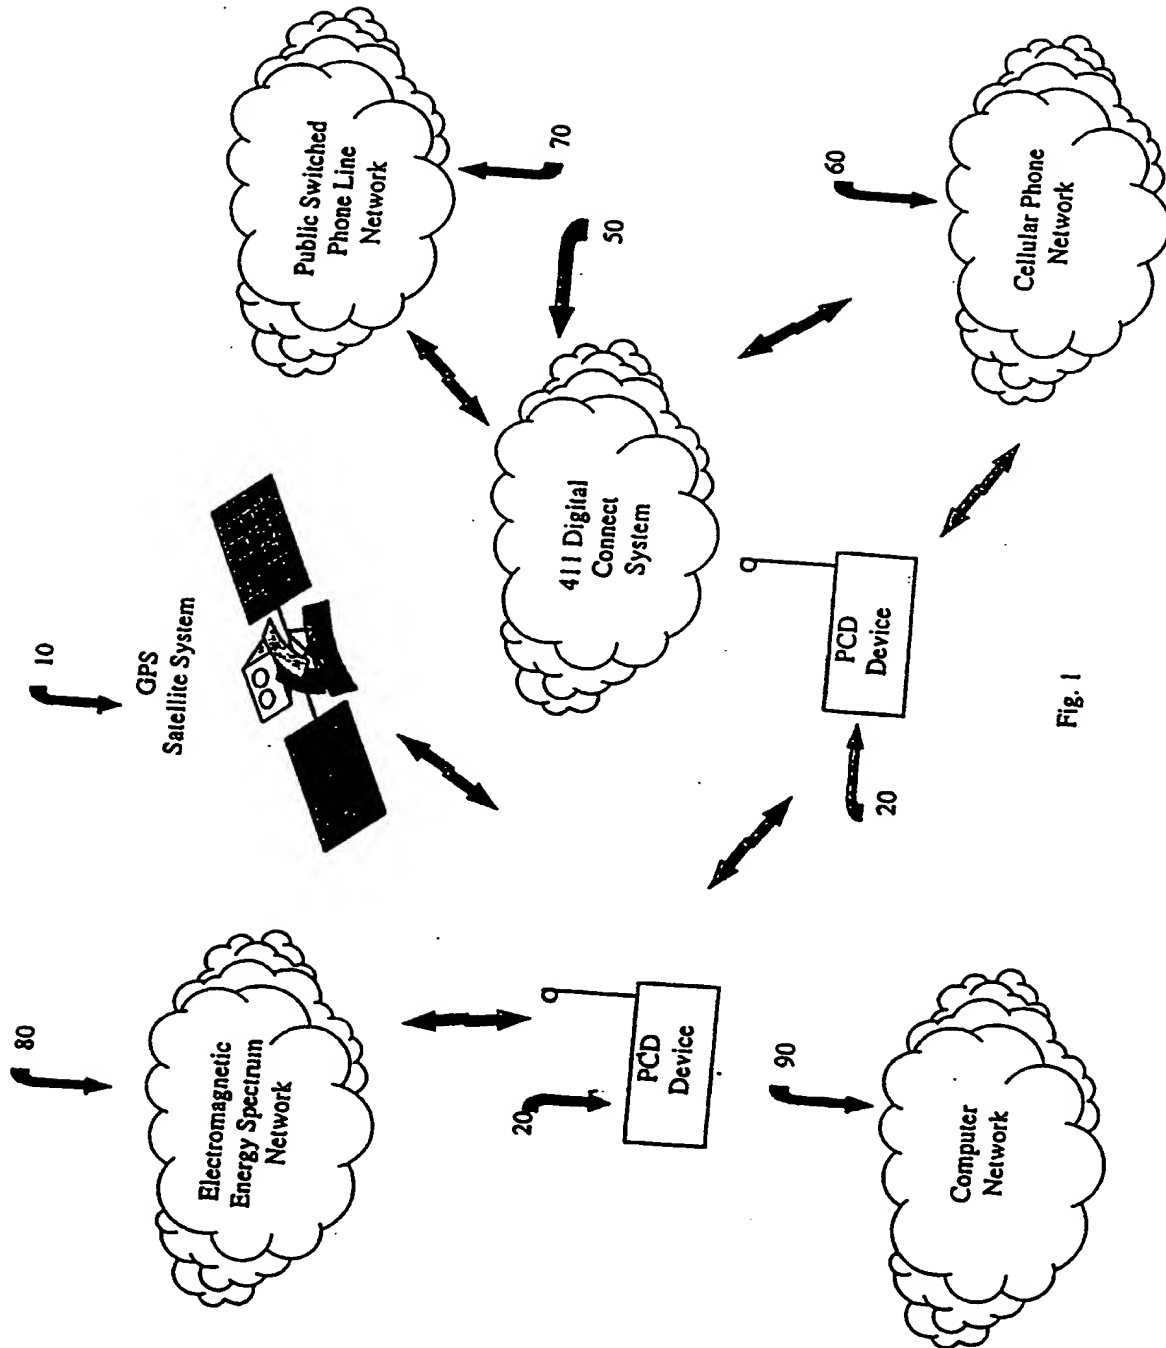 80
Electromagnetic
Energy Spectrum
Network
10
GPS
Satellite System
Public Switched
Phone Line
Network
70
20
PCD
Device
411 Digital
Connect
System
50
90
Computer
Network
20
PCD
Device
60
Cellular Phone
Network
Fig. 1